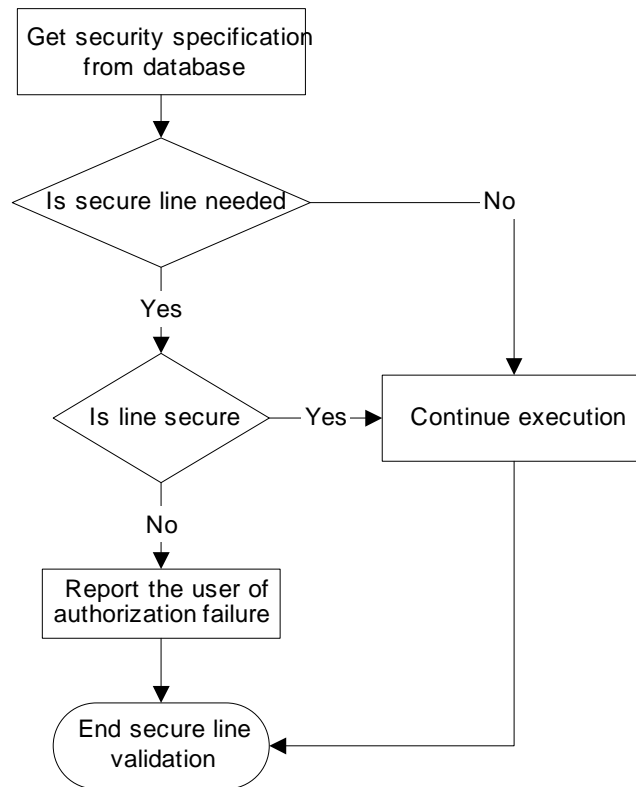 Get security specification
from database
Is secure line needed
No
Yes
Is line secure
Yes
Continue execution
No
Report the user of
authorization failure
End secure line
validation